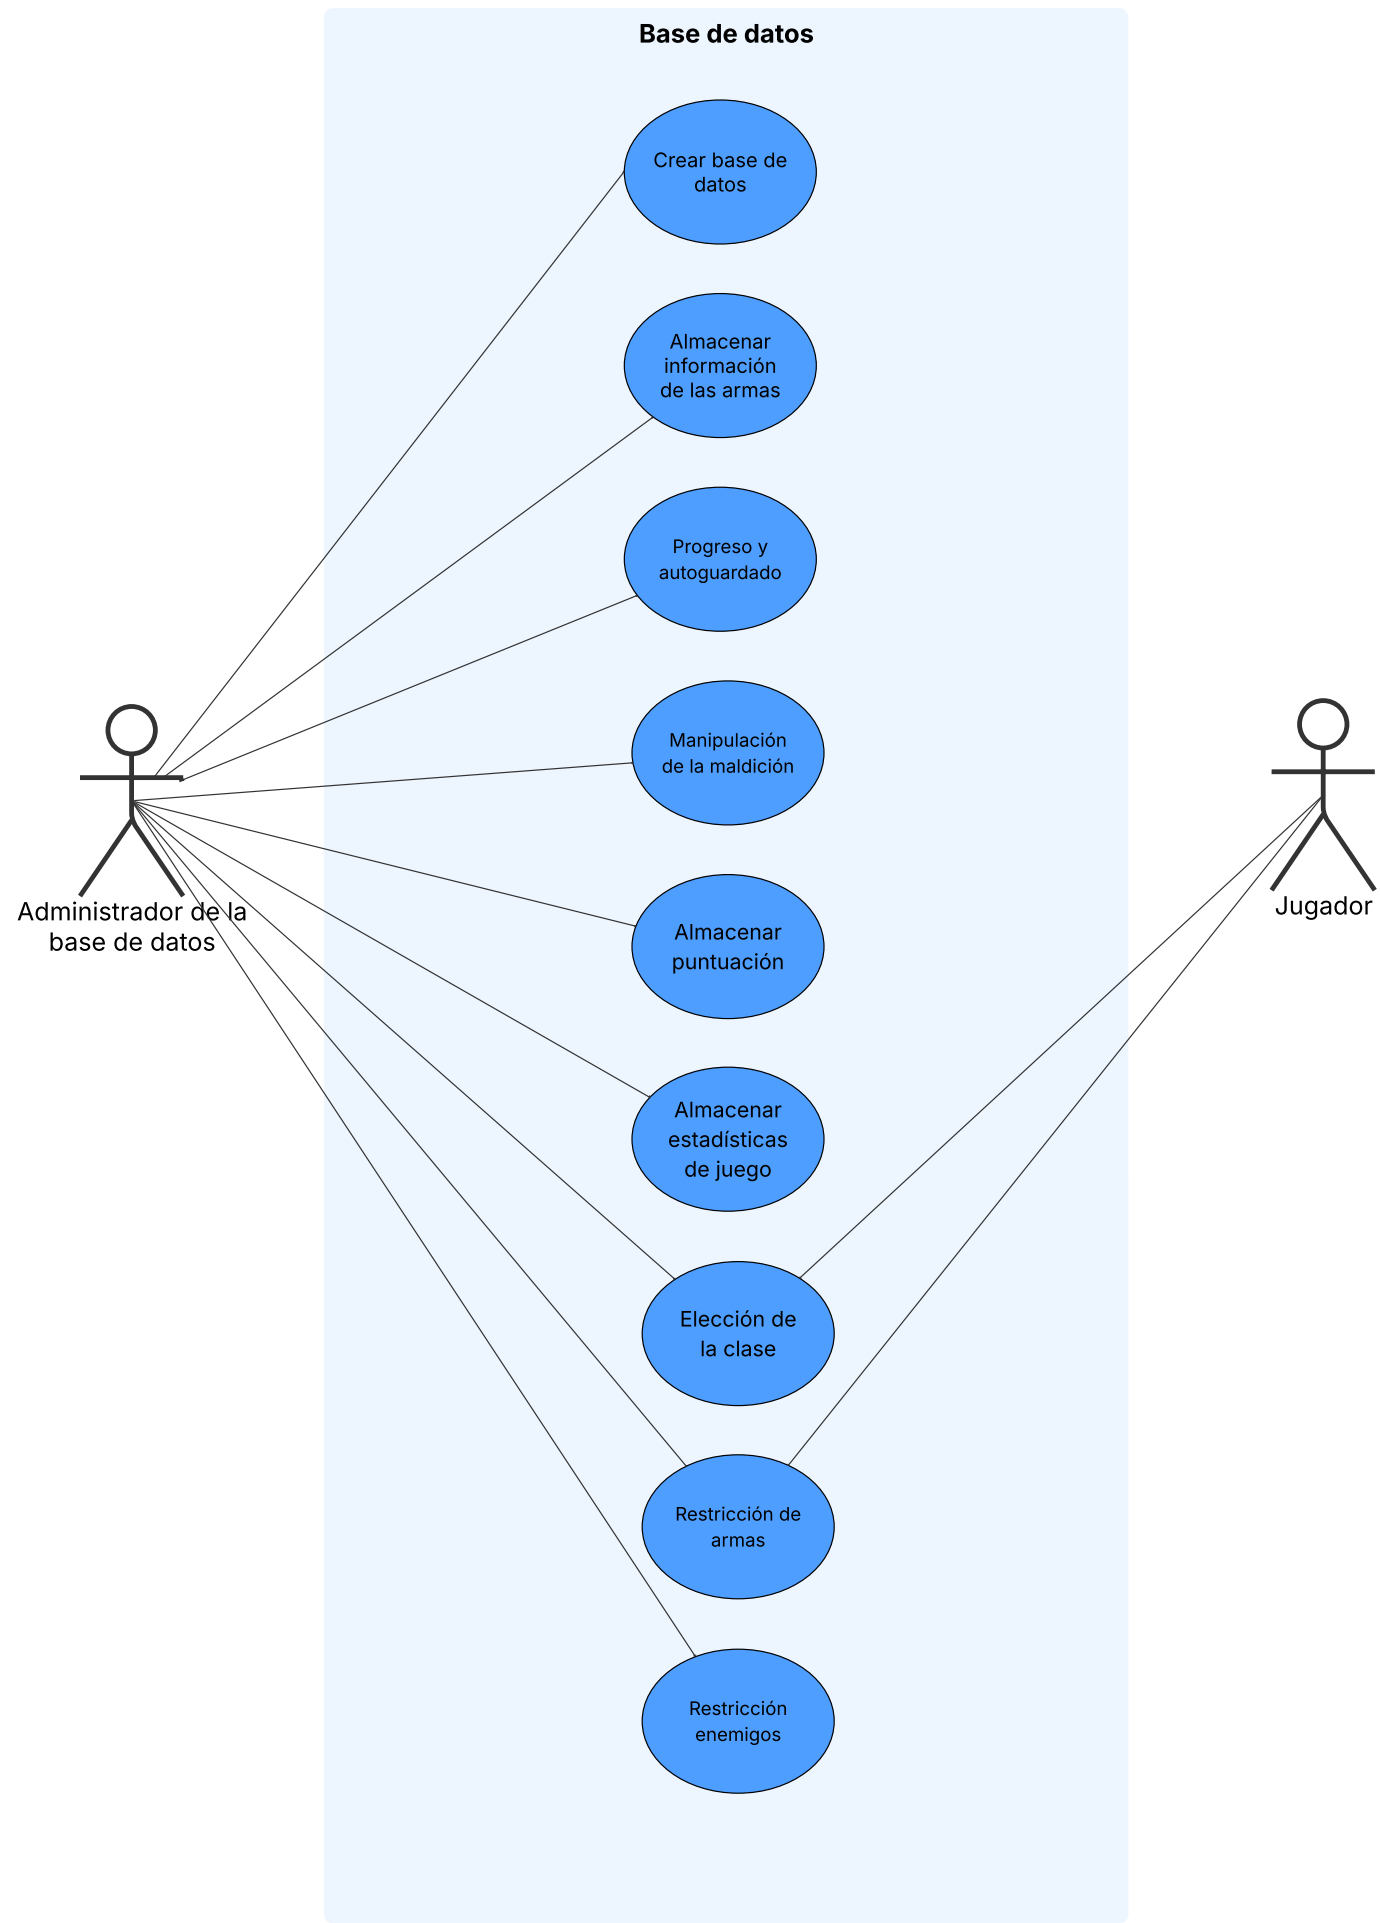 Base de datos
Crear base de
datos
Almacenar
información
de las armas
Progreso y
autoguardado
Manipulación
de la maldición
Administrador de la
base de datos
Jugador
Almacenar
puntuación
Almacenar
estadísticas
de juego
Elección de
la clase
Restricción de
armas
Restricción
enemigos